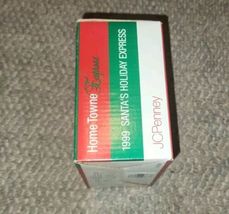 Home Towne
Express
1999 SANTA'S HOLIDAY EXPRESS
JCPenney